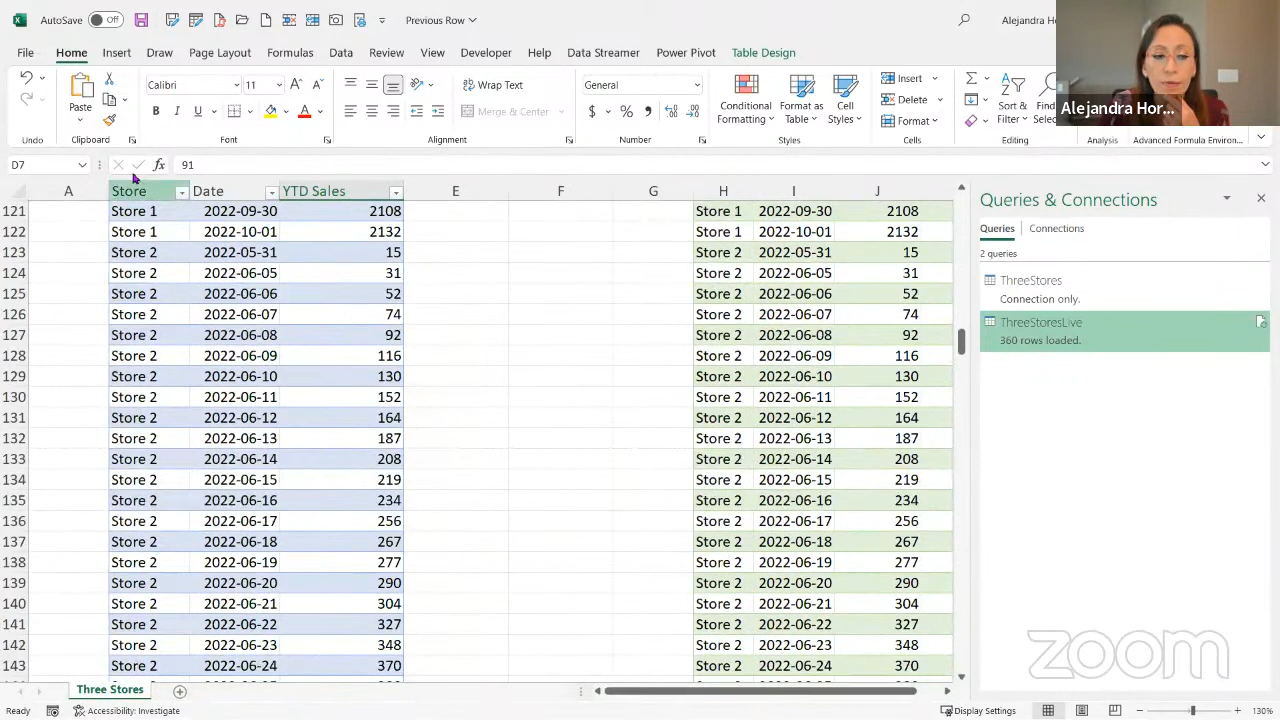 AutoSave Off Previous Row Alejandra Ho
File Home Insert Draw Page Layout Formulas Data Review View Developer Help Data Streamer Power Pivot Table Design
Calibri 11 Wrap Text General Insert Σ
Paste B I U A Merge & Center $ % Conditional Formatting Format as Table Cell Styles Delete Format Sort & Filter
Undo Clipboard Font Alignment Number Cells Editing Analysis Advanced Formula Environ...
Alejandra Hor...
D7 fx 91
A Store Date YTD Sales E F G H I J
121 Store 1 2022-09-30 2108 Store 1 2022-09-30 2108
122 Store 1 2022-10-01 2132 Store 1 2022-10-01 2132
123 Store 2 2022-05-31 15 Store 2 2022-05-31 15
124 Store 2 2022-06-05 31 Store 2 2022-06-05 31
125 Store 2 2022-06-06 52 Store 2 2022-06-06 52
126 Store 2 2022-06-07 74 Store 2 2022-06-07 74
127 Store 2 2022-06-08 92 Store 2 2022-06-08 92
128 Store 2 2022-06-09 116 Store 2 2022-06-09 116
129 Store 2 2022-06-10 130 Store 2 2022-06-10 130
130 Store 2 2022-06-11 152 Store 2 2022-06-11 152
131 Store 2 2022-06-12 164 Store 2 2022-06-12 164
132 Store 2 2022-06-13 187 Store 2 2022-06-13 187
133 Store 2 2022-06-14 208 Store 2 2022-06-14 208
134 Store 2 2022-06-15 219 Store 2 2022-06-15 219
135 Store 2 2022-06-16 234 Store 2 2022-06-16 234
136 Store 2 2022-06-17 256 Store 2 2022-06-17 256
137 Store 2 2022-06-18 267 Store 2 2022-06-18 267
138 Store 2 2022-06-19 277 Store 2 2022-06-19 277
139 Store 2 2022-06-20 290 Store 2 2022-06-20 290
140 Store 2 2022-06-21 304 Store 2 2022-06-21 304
141 Store 2 2022-06-22 327 Store 2 2022-06-22 327
142 Store 2 2022-06-23 348 Store 2 2022-06-23 348
143 Store 2 2022-06-24 370 Store 2 2022-06-24 370
Queries & Connections
Queries Connections
2 queries
ThreeStores
Connection only.
ThreeStoresLive
360 rows loaded.
zoom
Three Stores
Ready Accessibility: Investigate Display Settings 130%